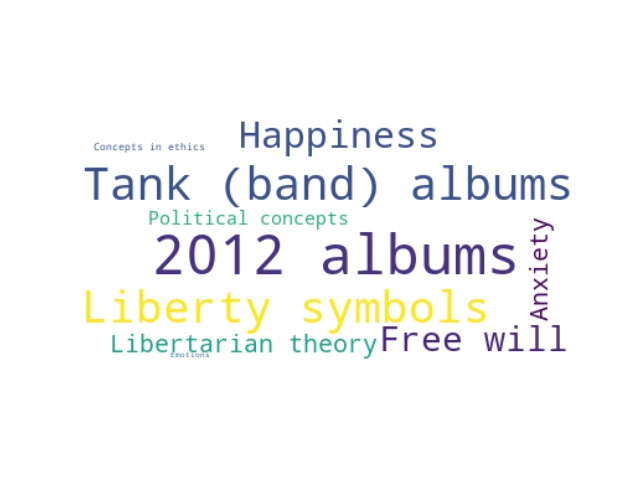 Happiness
Concepts in ethics
Tank (band) albums
Political concepts
2012 albums
Anxiety
Liberty symbols
Free will
Libertarian theory
Emotions